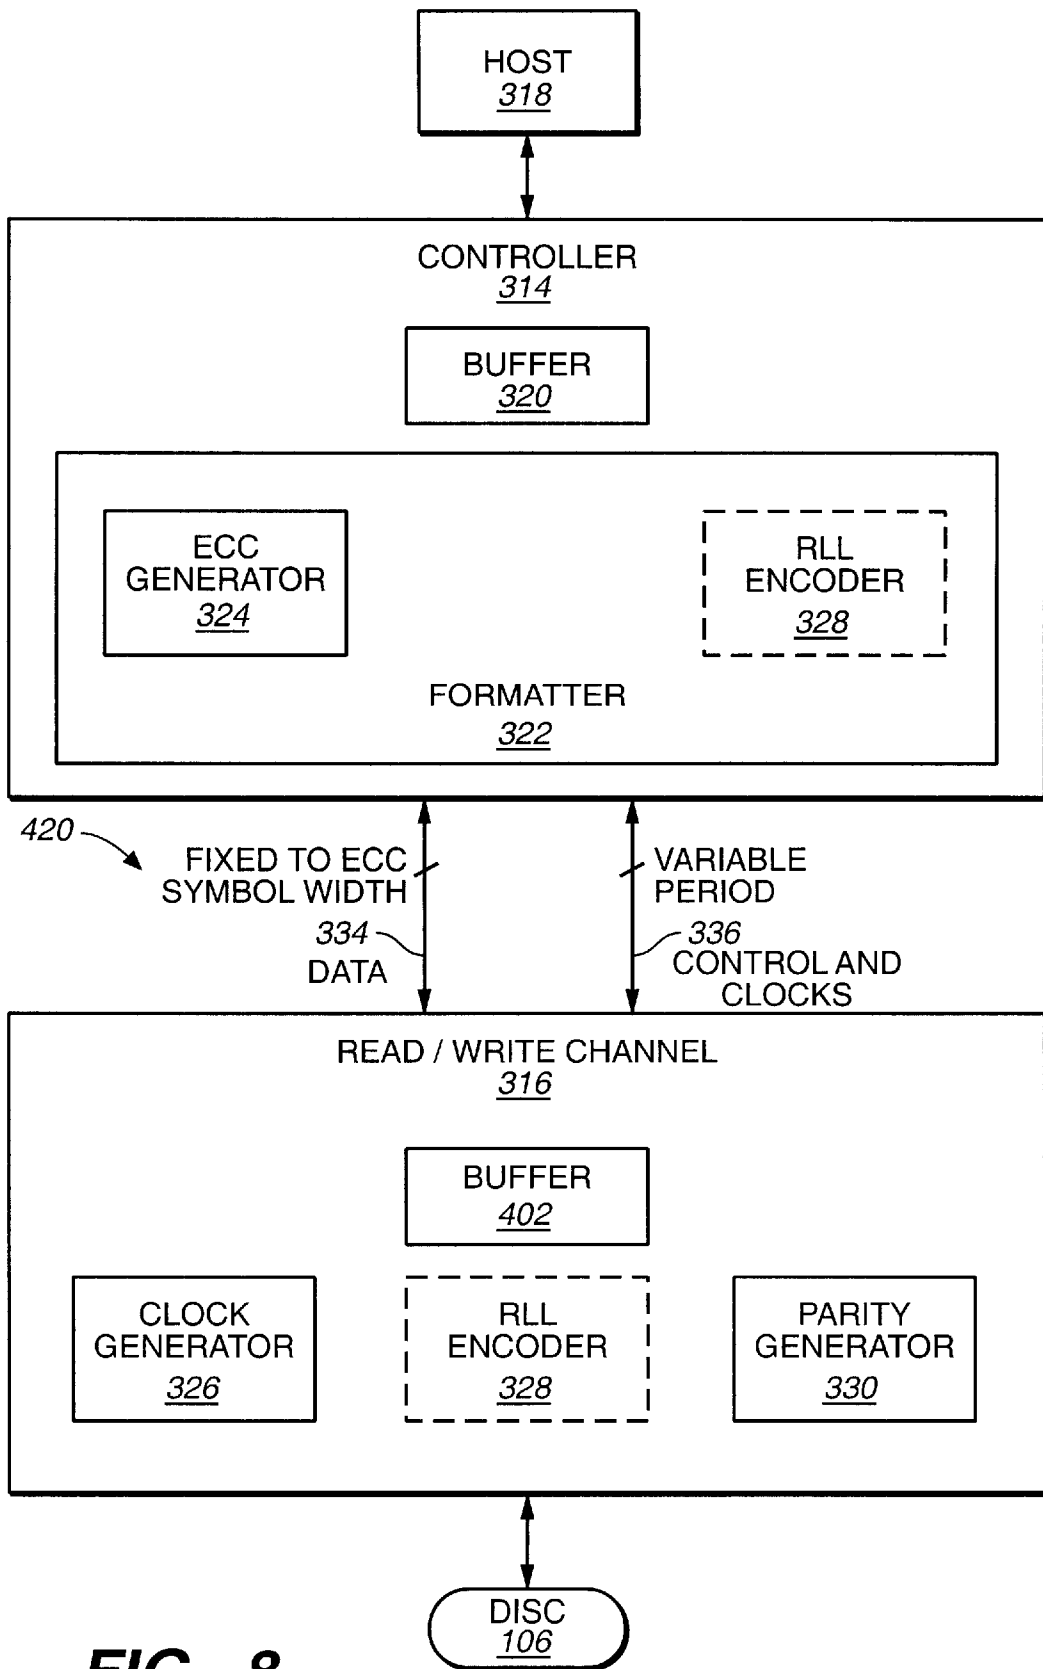 HOST
318
CONTROLLER
314
BUFFER
320
ECC
GENERATOR
324
RLL
ENCODER
328
FORMATTER
322
420
FIXED TO ECC
SYMBOL WIDTH
334
DATA
VARIABLE
PERIOD
336
CONTROL AND
CLOCKS
READ / WRITE CHANNEL
316
BUFFER
402
CLOCK
GENERATOR
326
RLL
ENCODER
328
PARITY
GENERATOR
330
DISC
106
FIG. 8